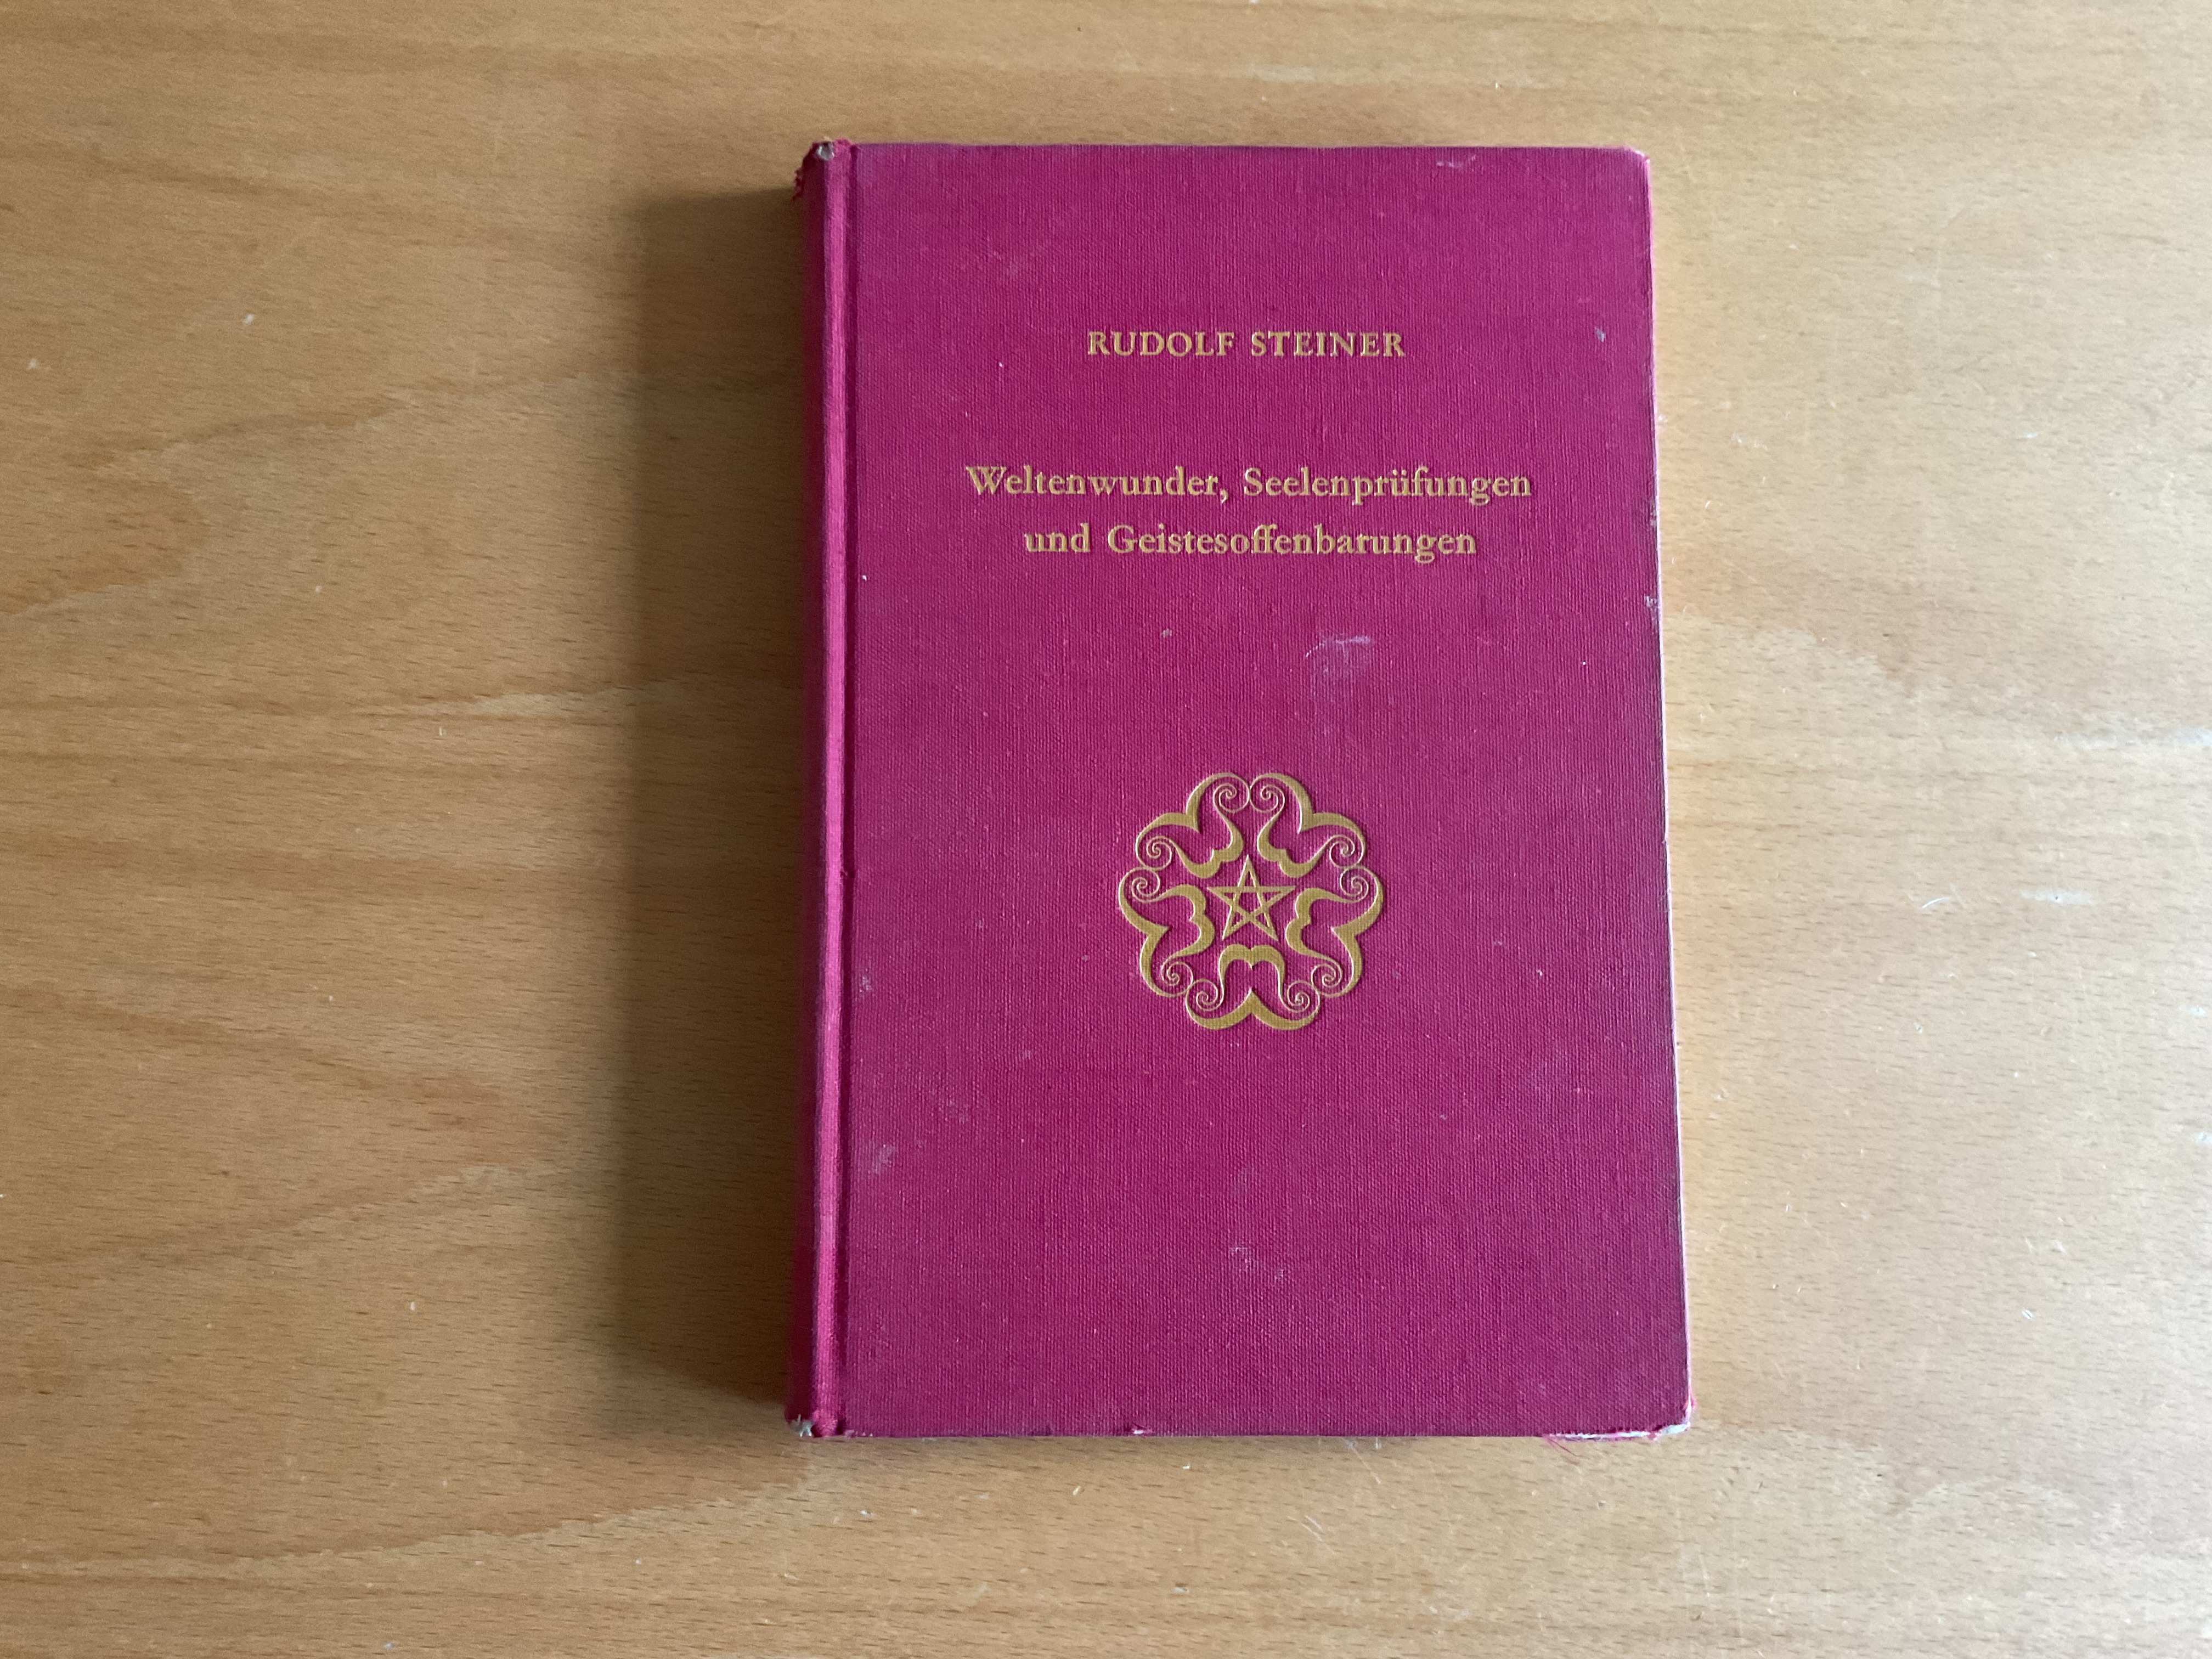 RUDOLF STEINER
Weltenwunder, Seelenprüfungen
und Geistesoffenbarungen